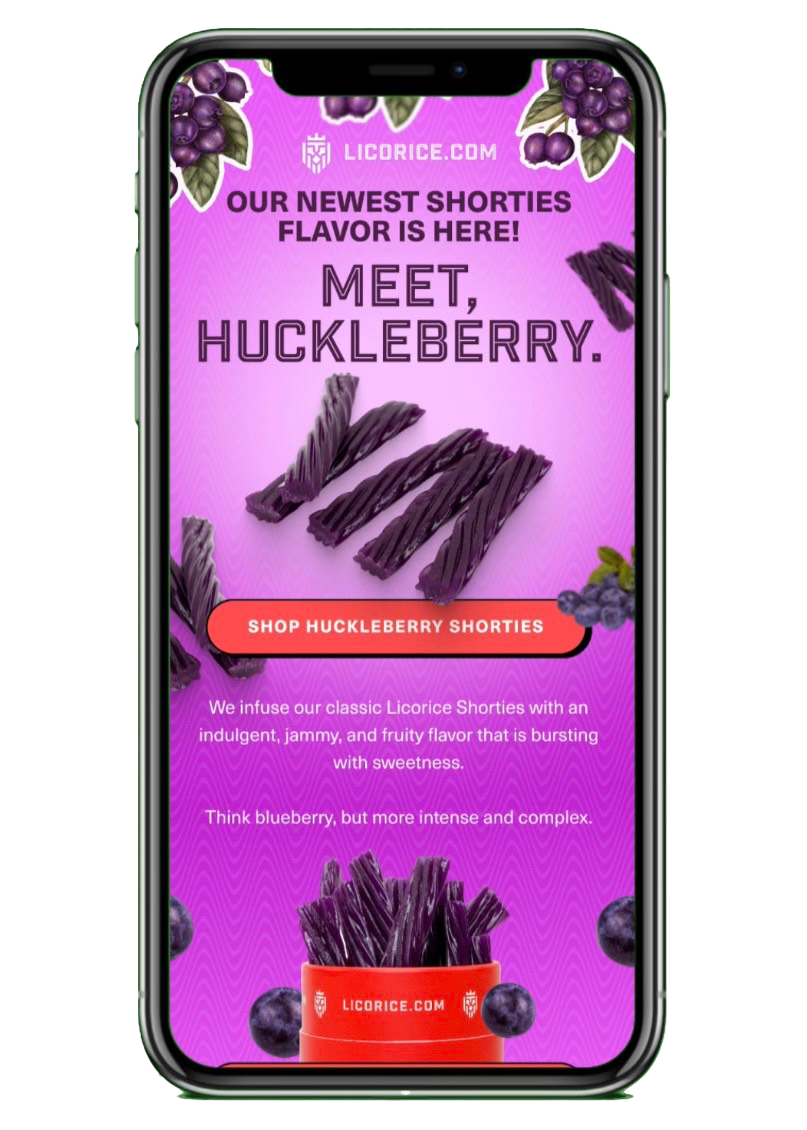 LICORICE.COM
OUR NEWEST SHORTIES
FLAVOR IS HERE!
MEET,
HUCKLEBERRY.
SHOP HUCKLEBERRY SHORTIES
We infuse our classic Licorice Shorties with an
indulgent, jammy, and fruity flavor that is bursting
with sweetness.
Think blueberry, but more intense and complex.
LICORICE.COM